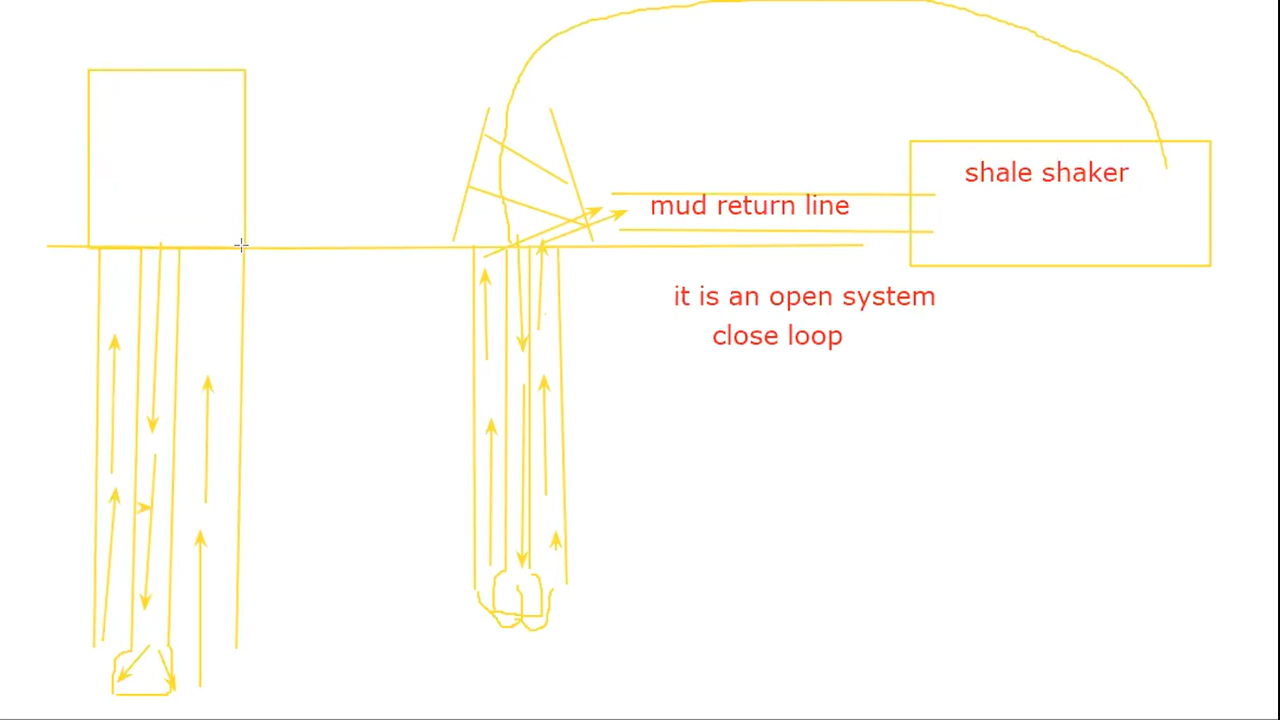 shale shaker
mud return line
it is an open system
close loop